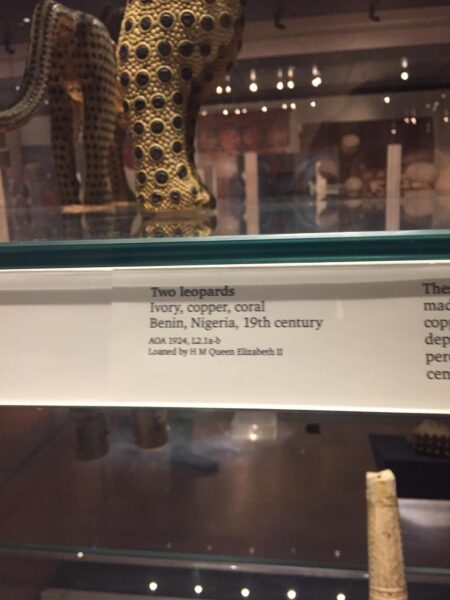 Two leopards
Ivory, copper, coral
Benin, Nigeria, 19th century
AOA 1924, L2.1a-b
Loaned by H M Queen Elizabeth II